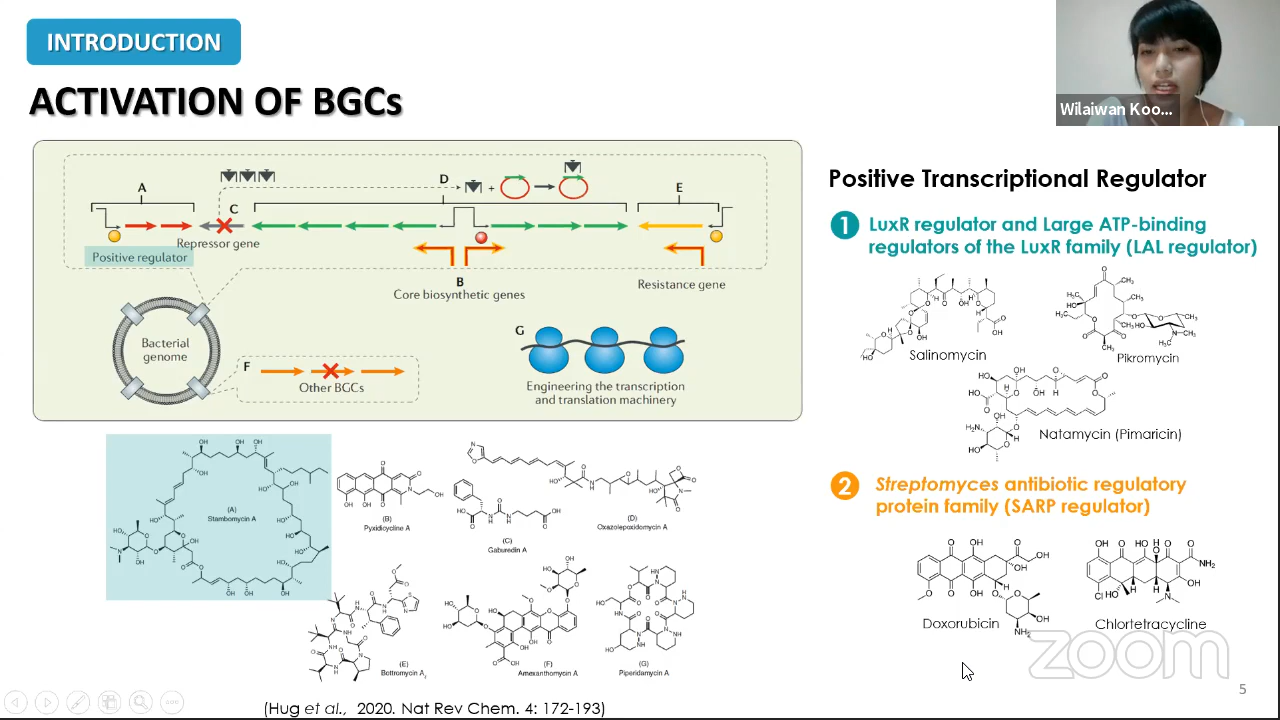 INTRODUCTION
ACTIVATION OF BGCs
Wilaiwan Koo...
A
C
D
+
E
Repressor gene
Positive regulator
B
Core biosynthetic genes
Resistance gene
Bacterial
genome
F
Other BGCs
G
Engineering the transcription
and translation machinery
(A)
Stambomycin A
(B)
Pyxidicycline A
(C)
Gaburedin A
(D)
Oxazolepoxidomycin A
(E)
Bottromycin A₂
(F)
Amexanthomycin A
(G)
Piperidamycin A
(Hug et al., 2020. Nat Rev Chem. 4: 172-193)
Positive Transcriptional Regulator
1 LuxR regulator and Large ATP-binding
regulators of the LuxR family (LAL regulator)
Salinomycin
Pikromycin
Natamycin (Pimaricin)
2 Streptomyces antibiotic regulatory
protein family (SARP regulator)
Doxorubicin
Chlortetracycline
zoom
5